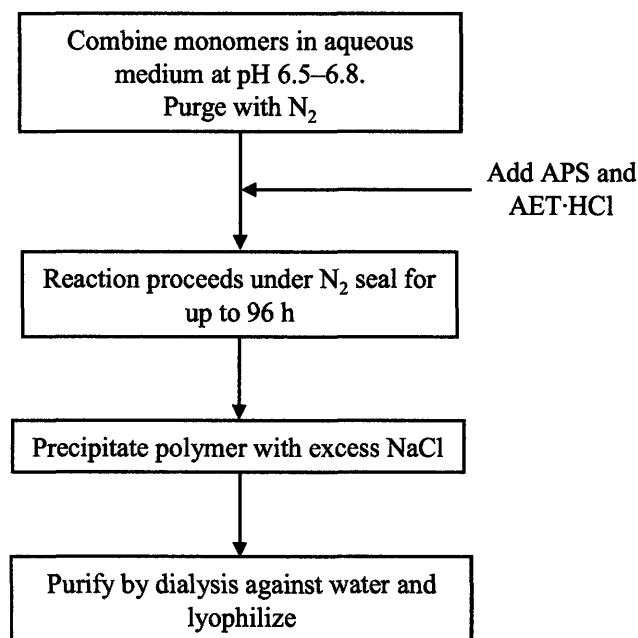 Combine monomers in aqueous
medium at pH 6.5–6.8.
Purge with N₂
Add APS and
AET·HCl
Reaction proceeds under N₂ seal for
up to 96 h
Precipitate polymer with excess NaCl
Purify by dialysis against water and
lyophilize